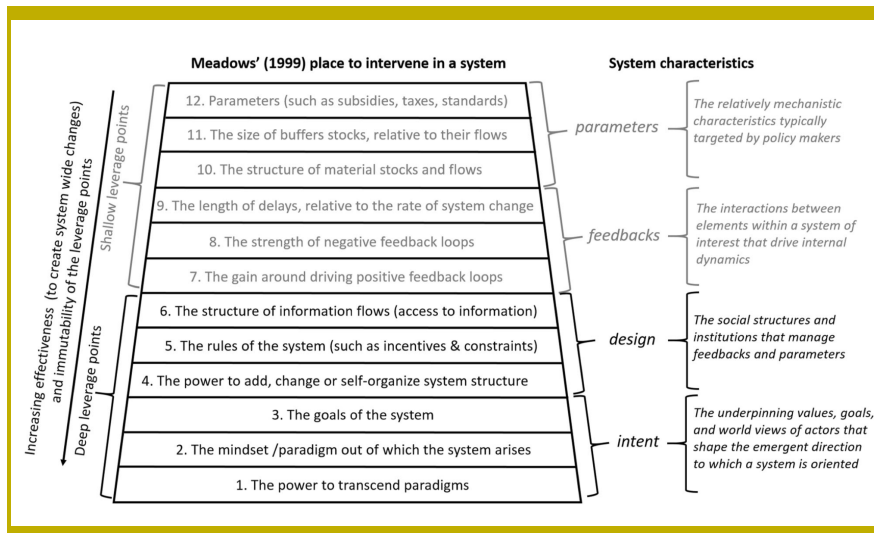 Meadows' (1999) place to intervene in a system
System characteristics
Increasing effectiveness (to create system wide changes)
and immutability of the leverage points
Shallow leverage points
Deep leverage points
12. Parameters (such as subsidies, taxes, standards)
11. The size of buffers stocks, relative to their flows
10. The structure of material stocks and flows
9. The length of delays, relative to the rate of system change
8. The strength of negative feedback loops
7. The gain around driving positive feedback loops
6. The structure of information flows (access to information)
5. The rules of the system (such as incentives & constraints)
4. The power to add, change or self-organize system structure
3. The goals of the system
2. The mindset /paradigm out of which the system arises
1. The power to transcend paradigms
parameters
The relatively mechanistic
characteristics typically
targeted by policy makers
feedbacks
The interactions between
elements within a system of
interest that drive internal
dynamics
design
The social structures and
institutions that manage
feedbacks and parameters
intent
The underpinning values, goals,
and world views of actors that
shape the emergent direction
to which a system is oriented